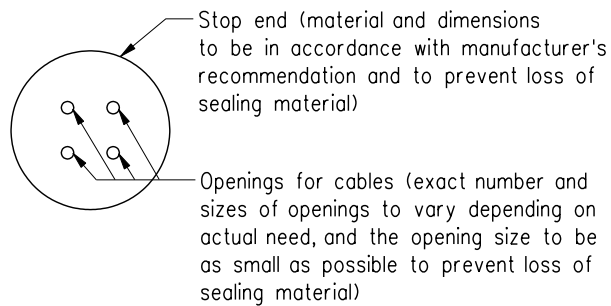 Stop end (material and dimensions
to be in accordance with manufacturer's
recommendation and to prevent loss of
sealing material)
Openings for cables (exact number and
sizes of openings to vary depending on
actual need, and the opening size to be
as small as possible to prevent loss of
sealing material)